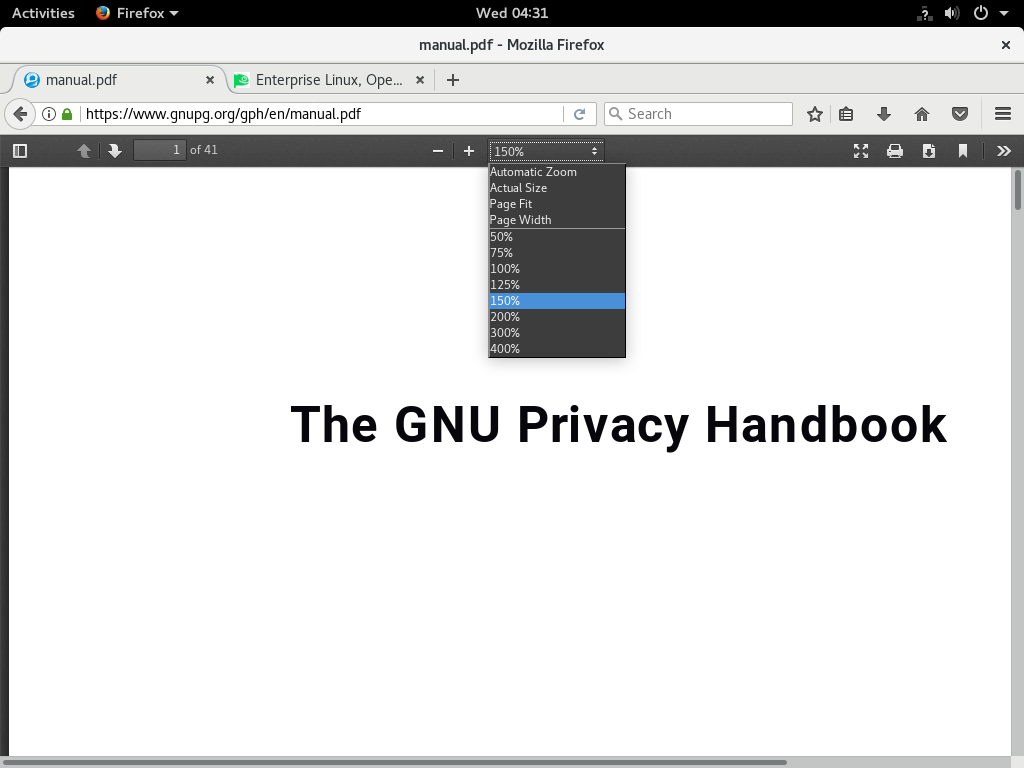 Activities Firefox Wed 04:31
manual.pdf - Mozilla Firefox
manual.pdf Enterprise Linux, Ope...
https://www.gnupg.org/gph/en/manual.pdf Search
1 of 41 150%
Automatic Zoom
Actual Size
Page Fit
Page Width
50%
75%
100%
125%
150%
200%
300%
400%
The GNU Privacy Handbook